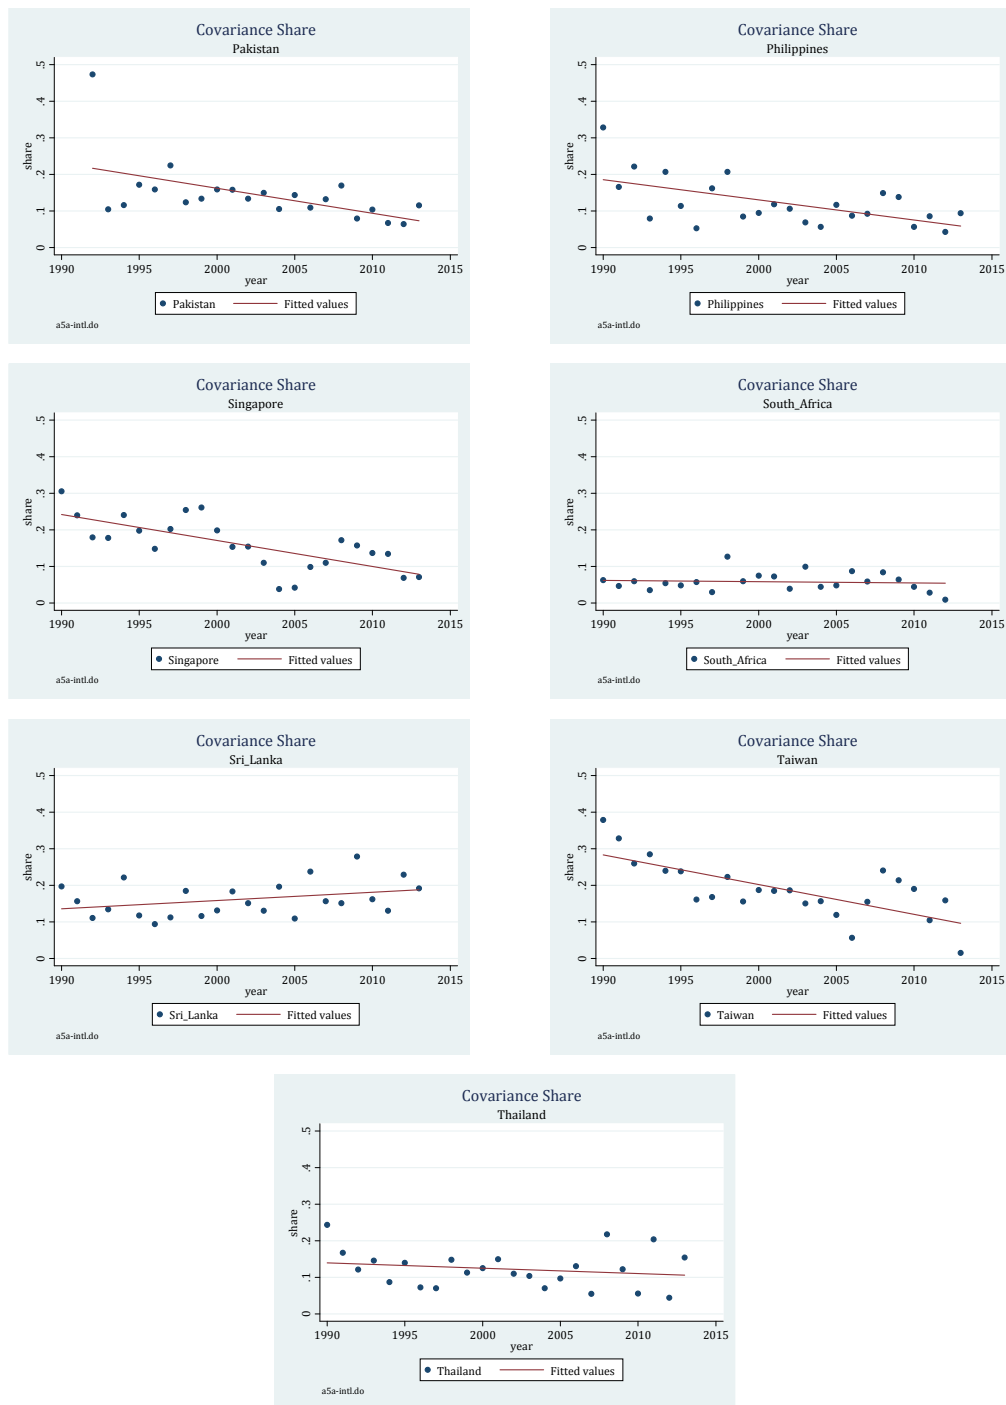 Covariance Share
Pakistan
share
0 .1 .2 .3 .4 .5
1990 1995 2000 2005 2010 2015
year
Pakistan Fitted values
a5a-intl.do
Covariance Share
Philippines
share
0 .1 .2 .3 .4 .5
1990 1995 2000 2005 2010 2015
year
Philippines Fitted values
a5a-intl.do
Covariance Share
Singapore
share
0 .1 .2 .3 .4 .5
1990 1995 2000 2005 2010 2015
year
Singapore Fitted values
a5a-intl.do
Covariance Share
South_Africa
share
0 .1 .2 .3 .4 .5
1990 1995 2000 2005 2010 2015
year
South_Africa Fitted values
a5a-intl.do
Covariance Share
Sri_Lanka
share
0 .1 .2 .3 .4 .5
1990 1995 2000 2005 2010 2015
year
Sri_Lanka Fitted values
a5a-intl.do
Covariance Share
Taiwan
share
0 .1 .2 .3 .4 .5
1990 1995 2000 2005 2010 2015
year
Taiwan Fitted values
a5a-intl.do
Covariance Share
Thailand
share
0 .1 .2 .3 .4 .5
1990 1995 2000 2005 2010 2015
year
Thailand Fitted values
a5a-intl.do